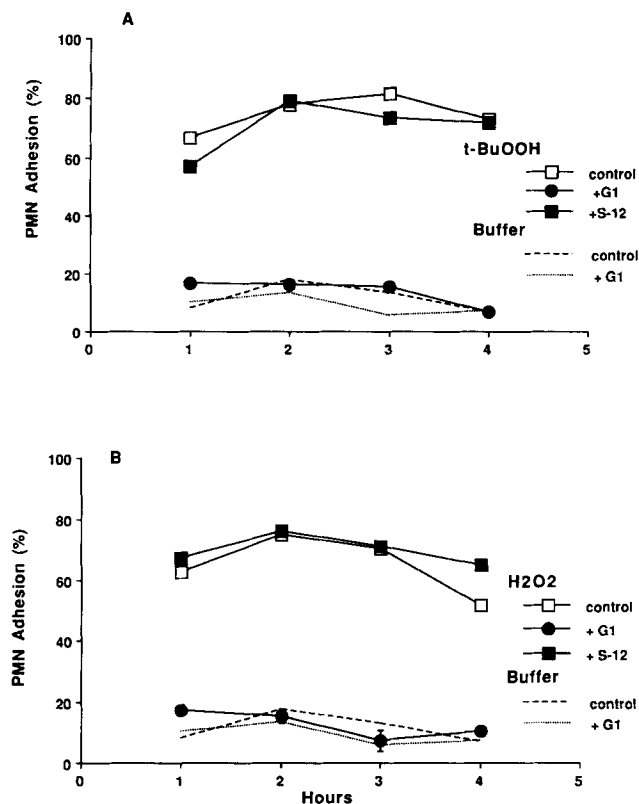 A
PMN Adhesion (%)
100
80
60
40
20
0
0 1 2 3 4 5
t-BuOOH
control
+G1
+S-12
Buffer
control
+ G1
B
PMN Adhesion (%)
100
80
60
40
20
0
0 1 2 3 4 5
Hours
H2O2
control
+ G1
+ S-12
Buffer
control
+ G1